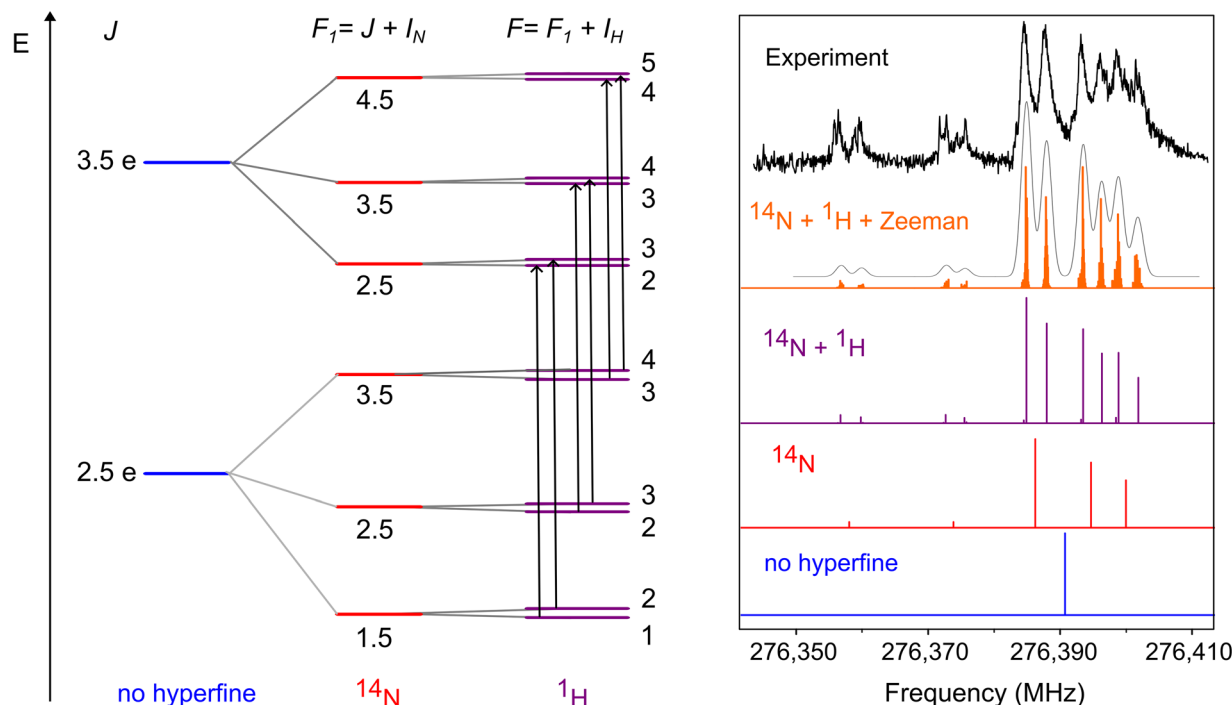 E
J
F₁= J + I_N
F= F₁ + I_H
5
4.5
4
3.5 e
4
3.5
3
3
2.5
2
4
3.5
3
2.5 e
3
2.5
2
2
1.5
1
no hyperfine
¹⁴N
¹H
Experiment
¹⁴N + ¹H + Zeeman
¹⁴N + ¹H
¹⁴N
no hyperfine
276,350 276,370 276,390 276,410
Frequency (MHz)